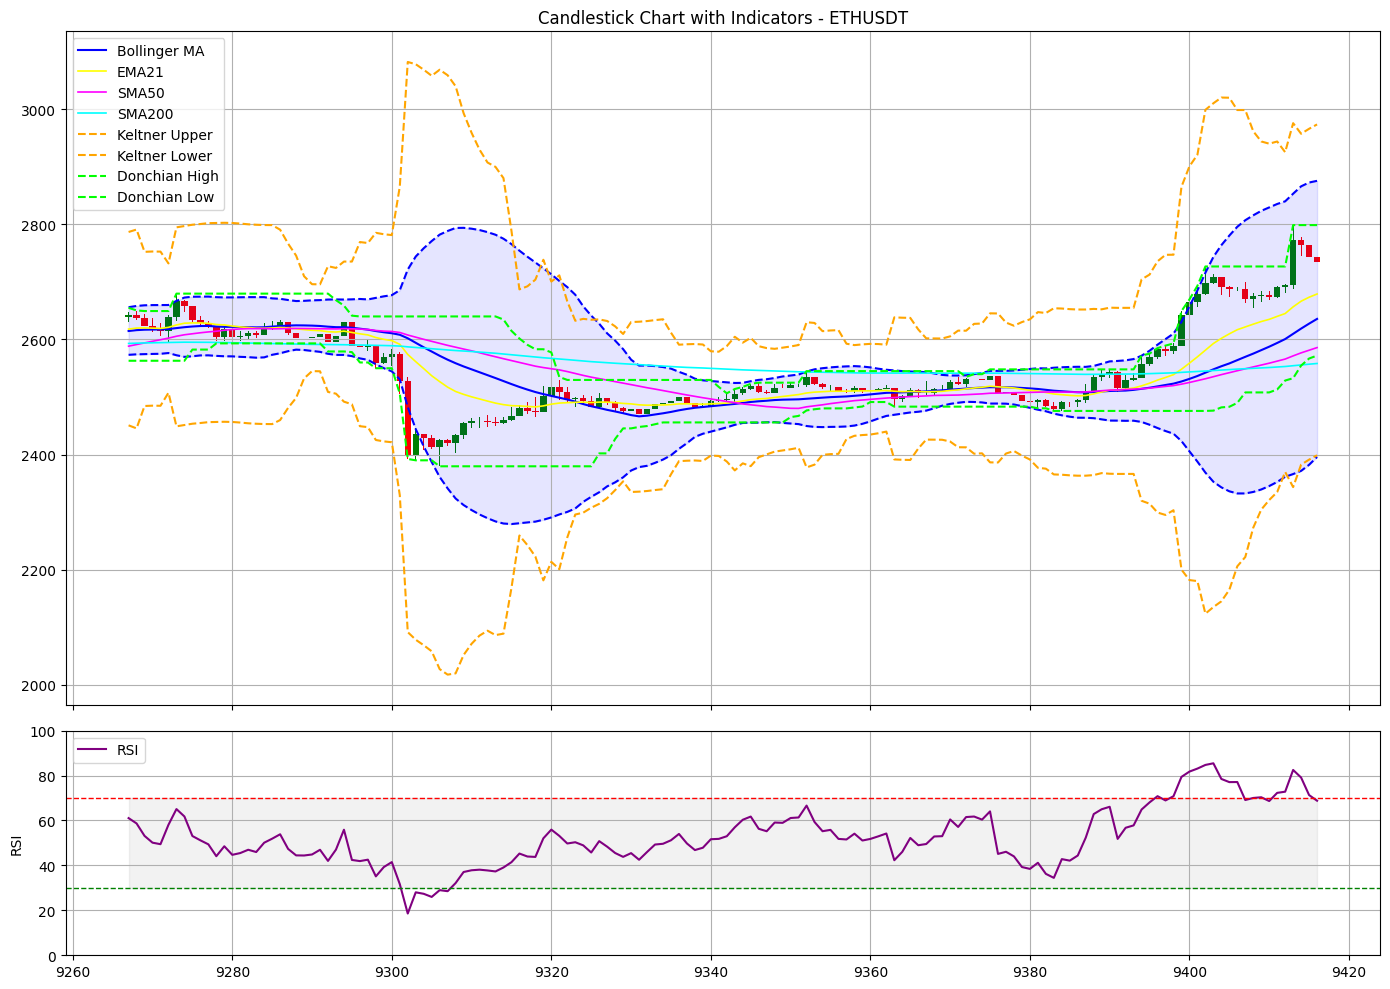 Candlestick Chart with Indicators - ETHUSDT
Bollinger MA
EMA21
SMA50
SMA200
Keltner Upper
Keltner Lower
Donchian High
Donchian Low
3000
2800
2600
2400
2200
2000
RSI
100
80
60
40
20
0
RSI
9260
9280
9300
9320
9340
9360
9380
9400
9420